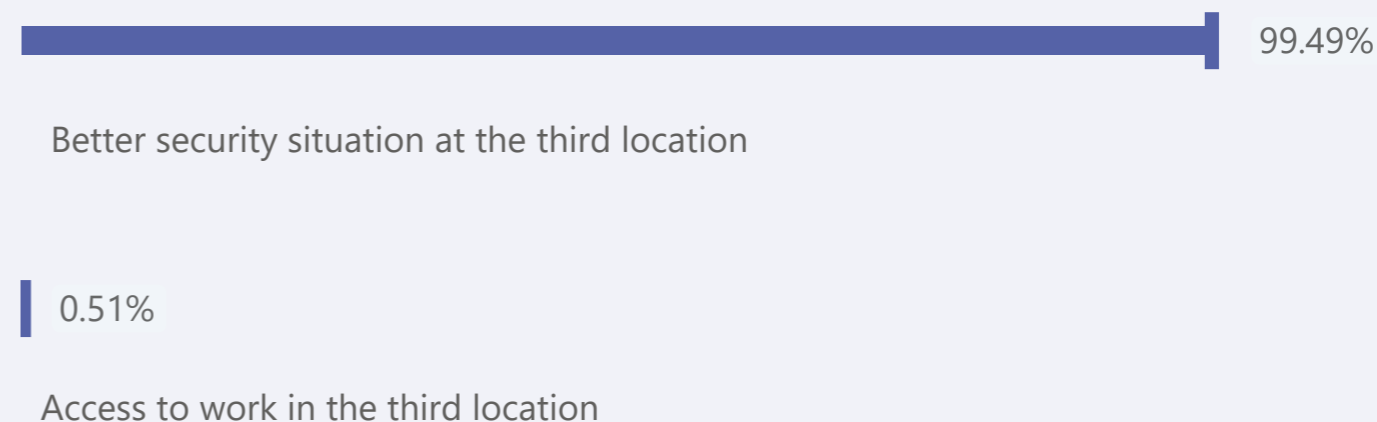 99.49%
Better security situation at the third location
0.51%
Access to work in the third location